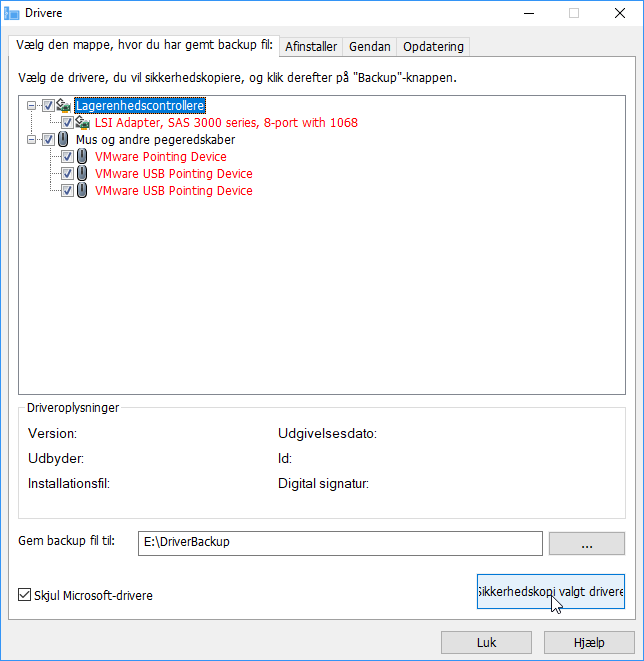 Drivere
Vælg den mappe, hvor du har gemt backup fil:
Afinstaller
Gendan
Opdatering
Vælg de drivere, du vil sikkerhedskopiere, og klik derefter på "Backup"-knappen.
Lagerenhedscontrollere
LSI Adapter, SAS 3000 series, 8-port with 1068
Mus og andre pegeredskaber
VMware Pointing Device
VMware USB Pointing Device
VMware USB Pointing Device
Driveroplysninger
Version:
Udgivelsesdato:
Udbyder:
Id:
Installationsfil:
Digital signatur:
Gem backup fil til:
E:\DriverBackup
...
Skjul Microsoft-drivere
Sikkerhedskopi valgt drivere
Luk
Hjælp